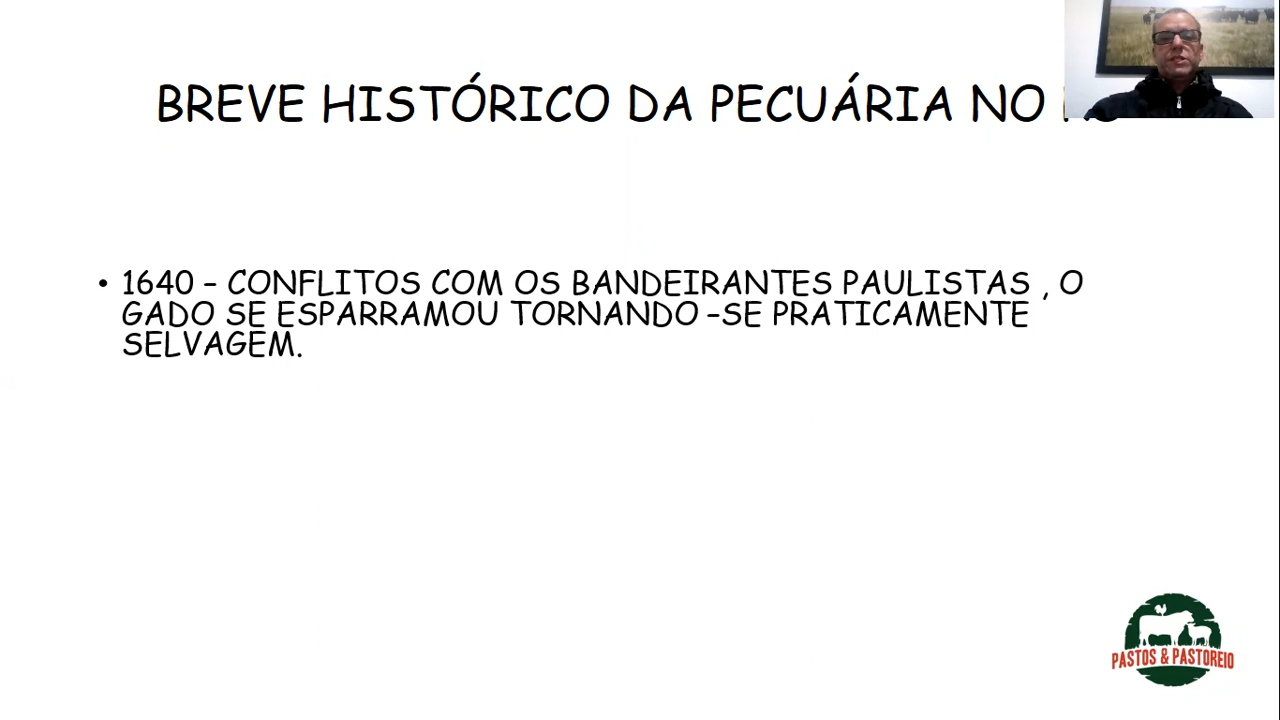 BREVE HISTÓRICO DA PECUÁRIA NO
• 1640 – CONFLITOS COM OS BANDEIRANTES PAULISTAS , O
GADO SE ESPARRAMOU TORNANDO –SE PRATICAMENTE
SELVAGEM.
PASTOS & PASTOREIO